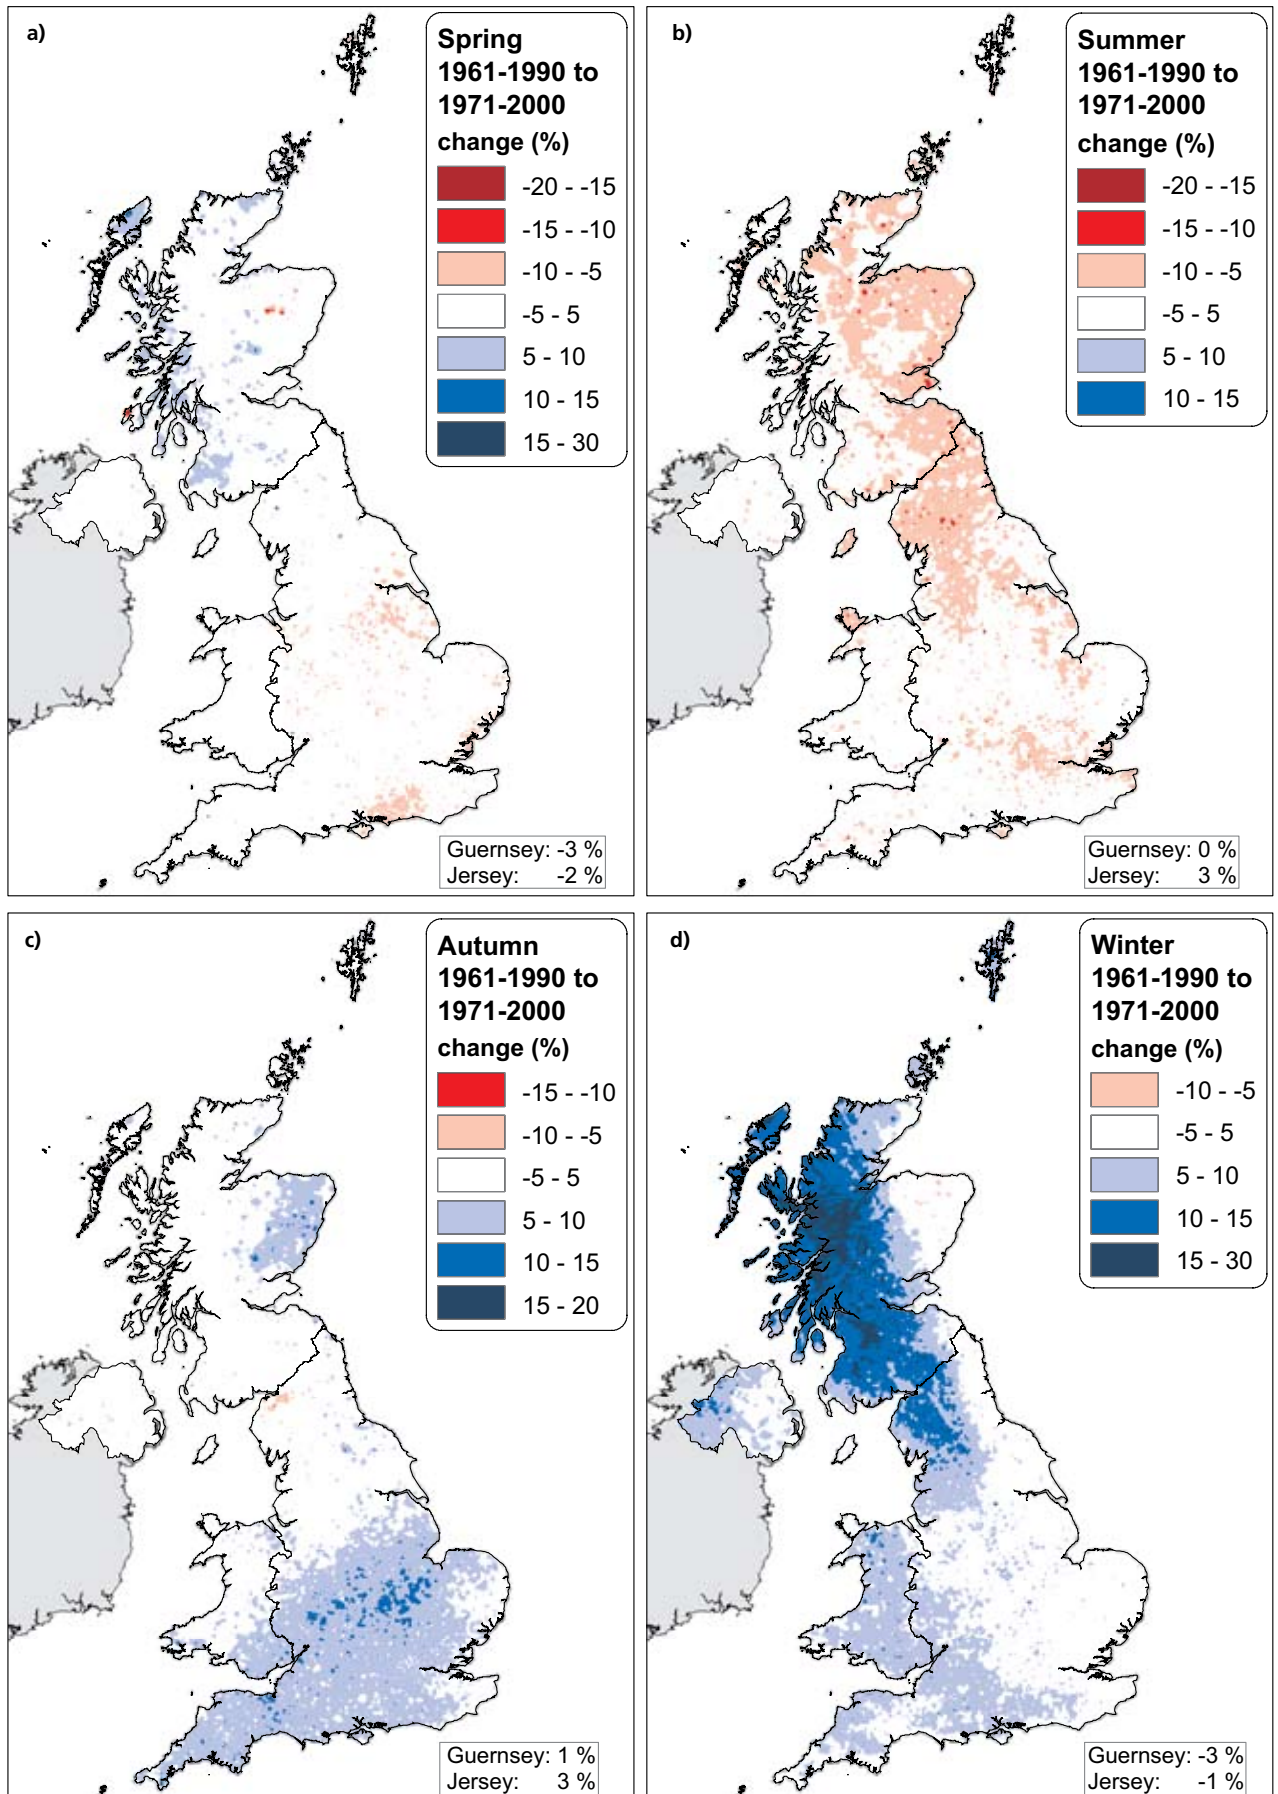 a)
Spring
1961-1990 to
1971-2000
change (%)
-20 - -15
-15 - -10
-10 - -5
-5 - 5
5 - 10
10 - 15
15 - 30
Guernsey: -3 %
Jersey: -2 %
b)
Summer
1961-1990 to
1971-2000
change (%)
-20 - -15
-15 - -10
-10 - -5
-5 - 5
5 - 10
10 - 15
Guernsey: 0 %
Jersey: 3 %
c)
Autumn
1961-1990 to
1971-2000
change (%)
-15 - -10
-10 - -5
-5 - 5
5 - 10
10 - 15
15 - 20
Guernsey: 1 %
Jersey: 3 %
d)
Winter
1961-1990 to
1971-2000
change (%)
-10 - -5
-5 - 5
5 - 10
10 - 15
15 - 30
Guernsey: -3 %
Jersey: -1 %